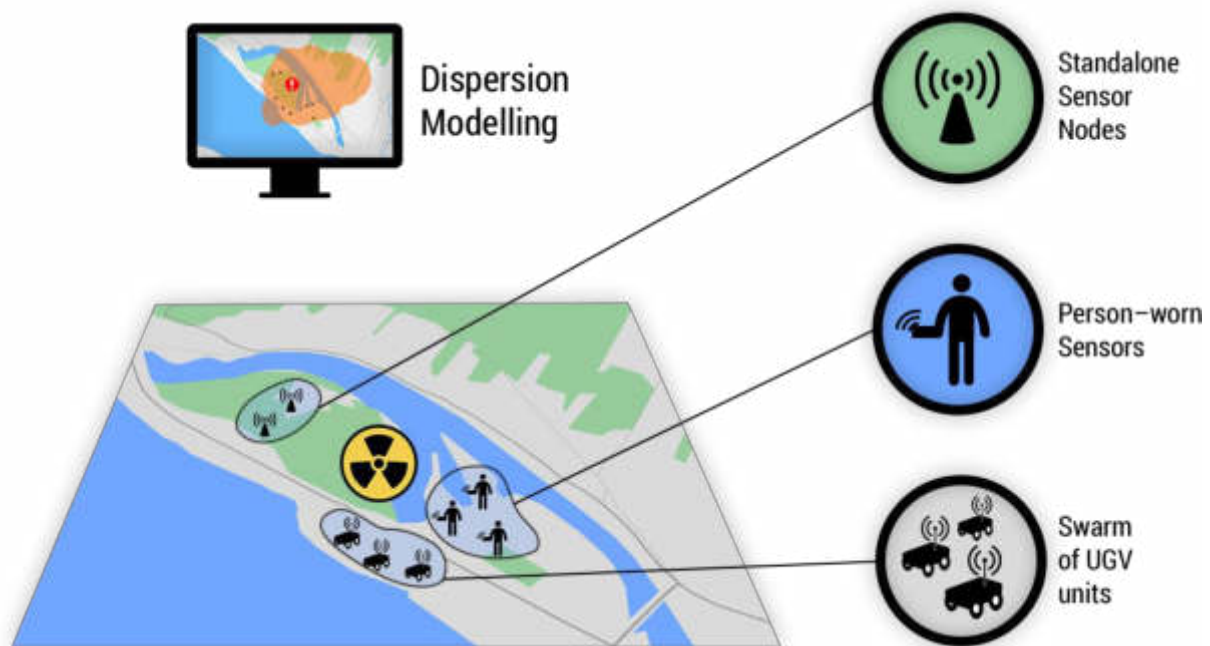 Dispersion
Modelling
Standalone
Sensor
Nodes
Person-worn
Sensors
Swarm
of UGV
units